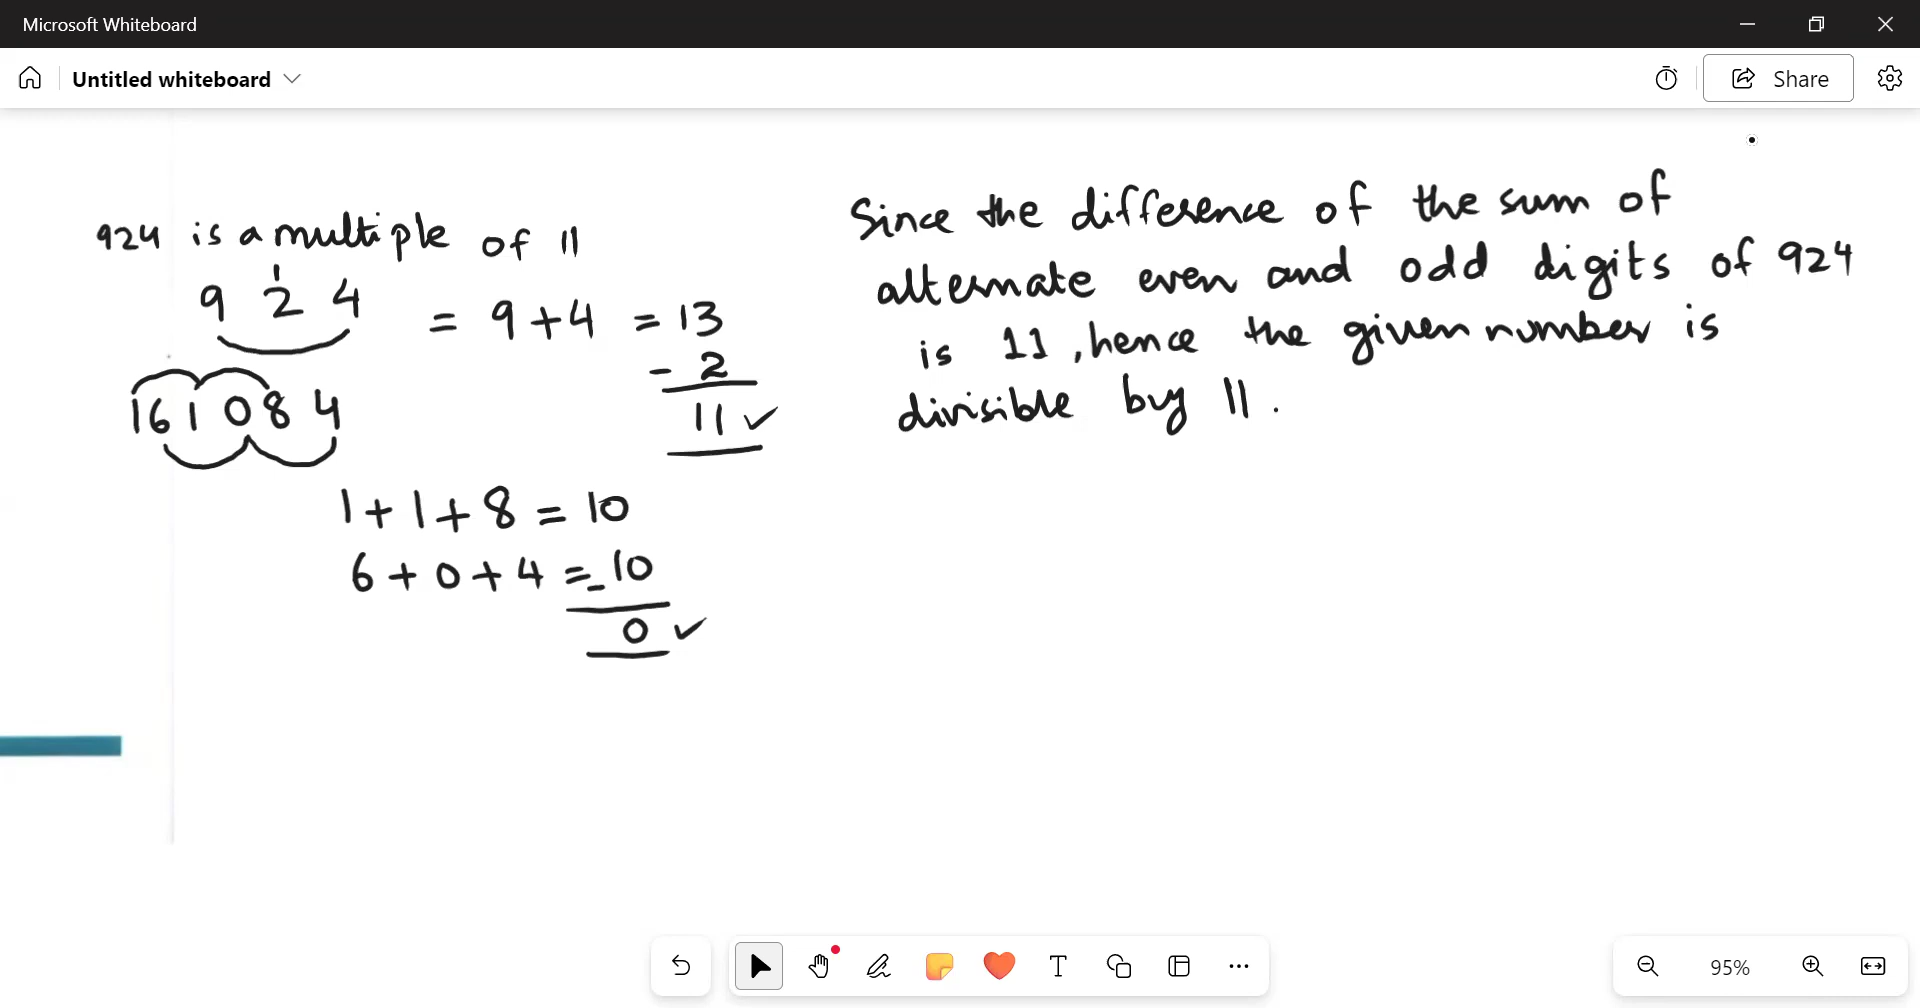 Microsoft Whiteboard
Untitled whiteboard
Share
924 is a multiple of 11
9 2 4 = 9 + 4 = 13
- 2
11 ✓
161084
1 + 1 + 8 = 10
6 + 0 + 4 = - 10
0 ✓
Since the difference of the sum of
alternate even and odd digits of 924
is 11, hence the given number is
divisible by 11.
95%